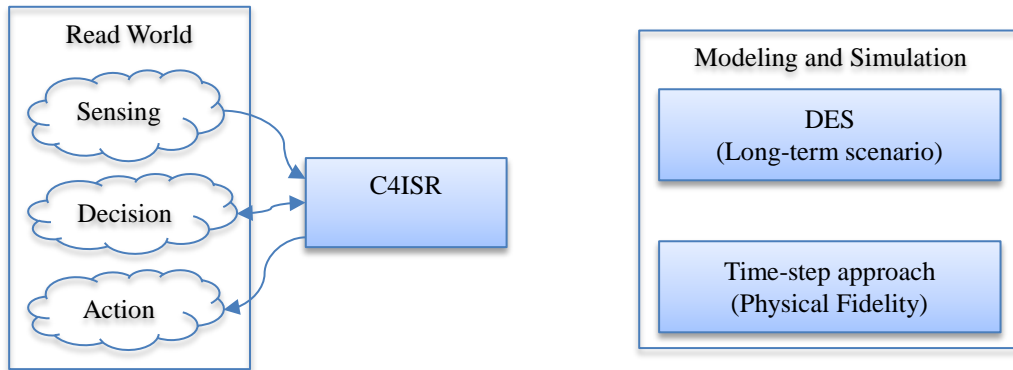 Read World
Sensing
Decision
Action
C4ISR
Modeling and Simulation
DES
(Long-term scenario)
Time-step approach
(Physical Fidelity)